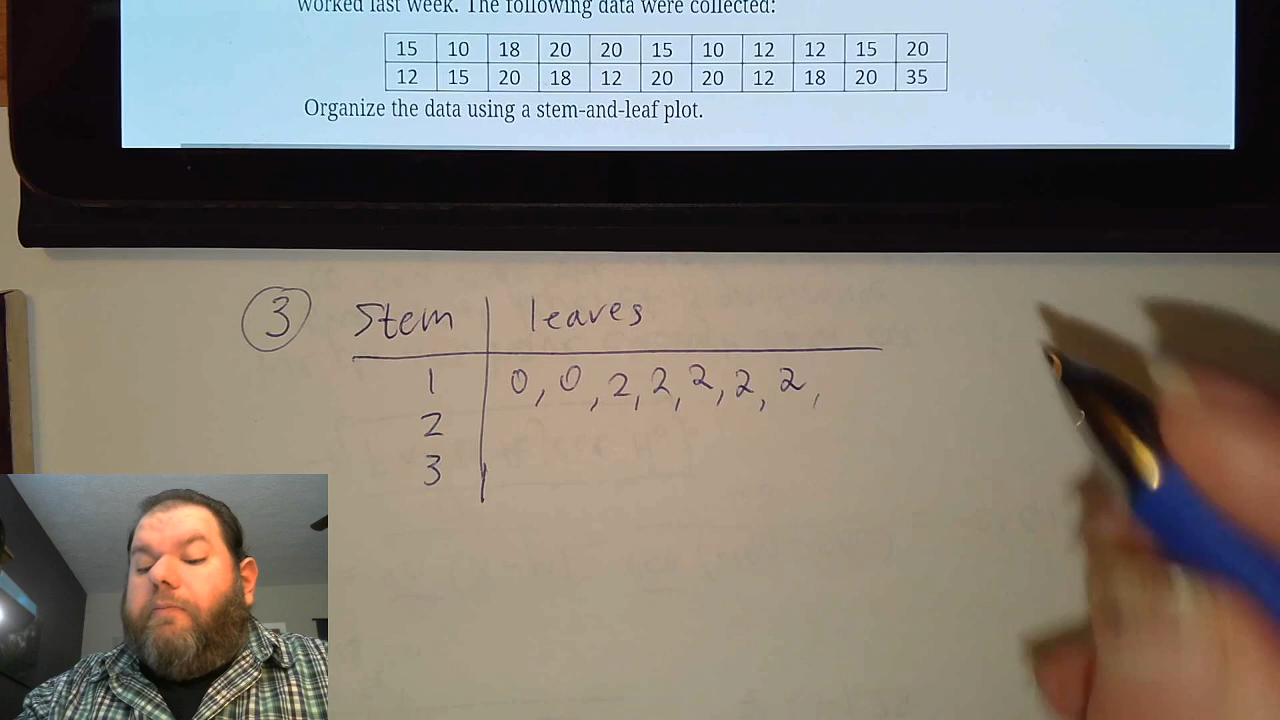 worked last week. The following data were collected:
15 10 18 20 20 15 10 12 12 15 20
12 15 20 18 12 20 20 12 18 20 35
Organize the data using a stem-and-leaf plot.
3 Stem leaves
1 0, 0, 2, 2, 2, 2, 2,
2
3